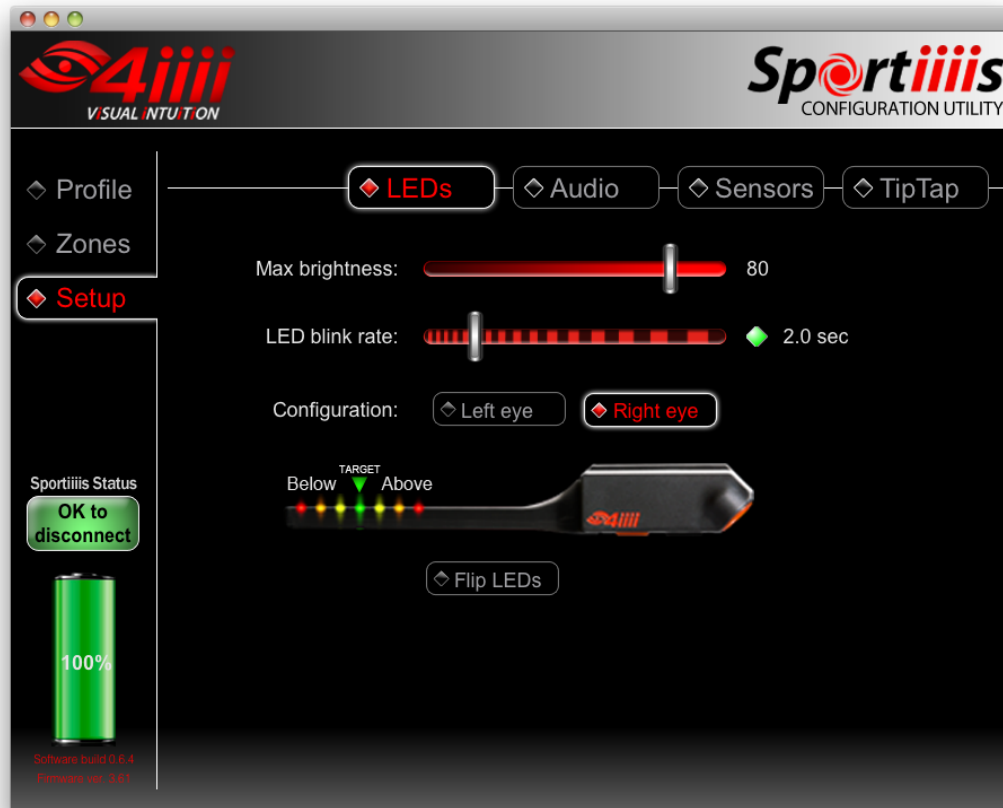 4iiii
VISUAL INTUITION
Sportiiiis
CONFIGURATION UTILITY
Profile
Zones
Setup
LEDs
Audio
Sensors
TipTap
Max brightness:
80
LED blink rate:
2.0 sec
Configuration:
Left eye
Right eye
TARGET
Below
Above
4iiii
Flip LEDs
Sportiiiis Status
OK to
disconnect
100%
Software build 0.6.4
Firmware ver. -3.61